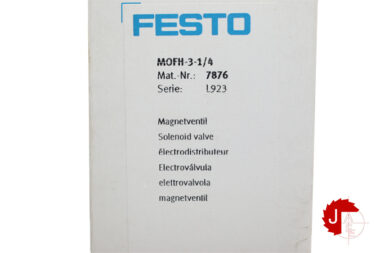 FESTO
MOFH-3-1/4
Mat.-Nr.: 7876
Serie: L923
Magnetventil
Solenoid valve
électrodistributeur
Electroválvula
elettrovalvola
magnetventil
J